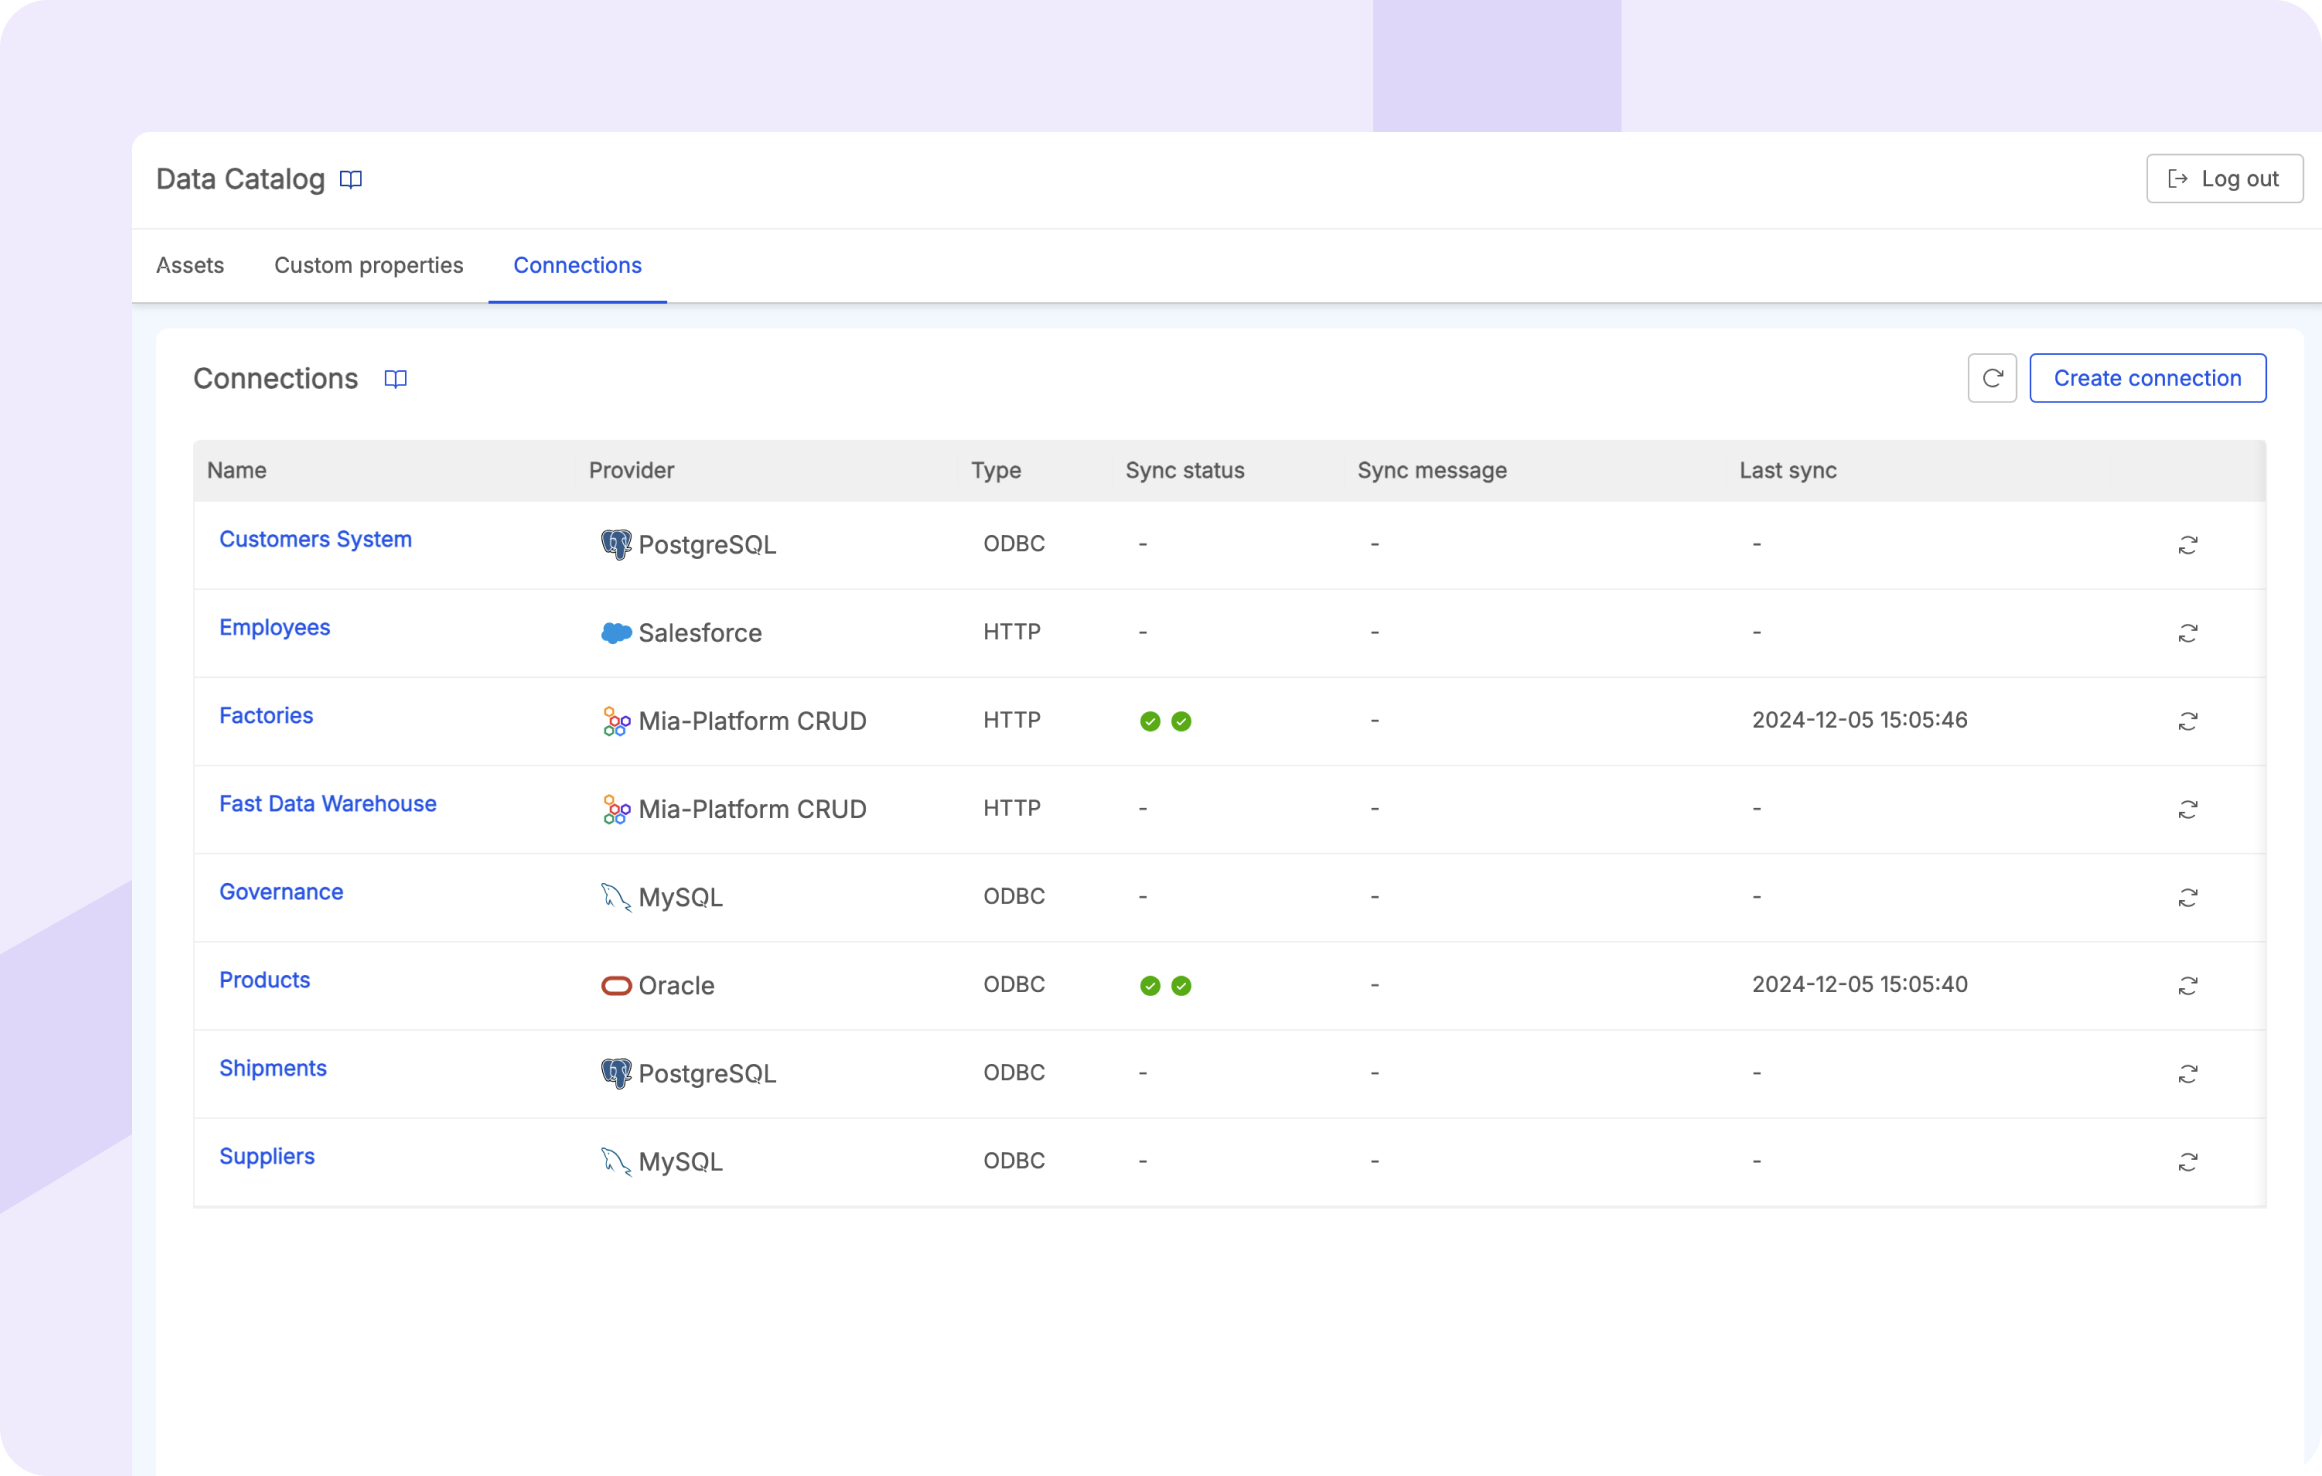 Data Catalog
Log out
Assets Custom properties Connections
Connections
Create connection
Name Provider Type Sync status Sync message Last sync
Customers System PostgreSQL ODBC - - -
Employees Salesforce HTTP - - -
Factories Mia-Platform CRUD HTTP - 2024-12-05 15:05:46
Fast Data Warehouse Mia-Platform CRUD HTTP - - -
Governance MySQL ODBC - - -
Products Oracle ODBC - 2024-12-05 15:05:40
Shipments PostgreSQL ODBC - - -
Suppliers MySQL ODBC - - -